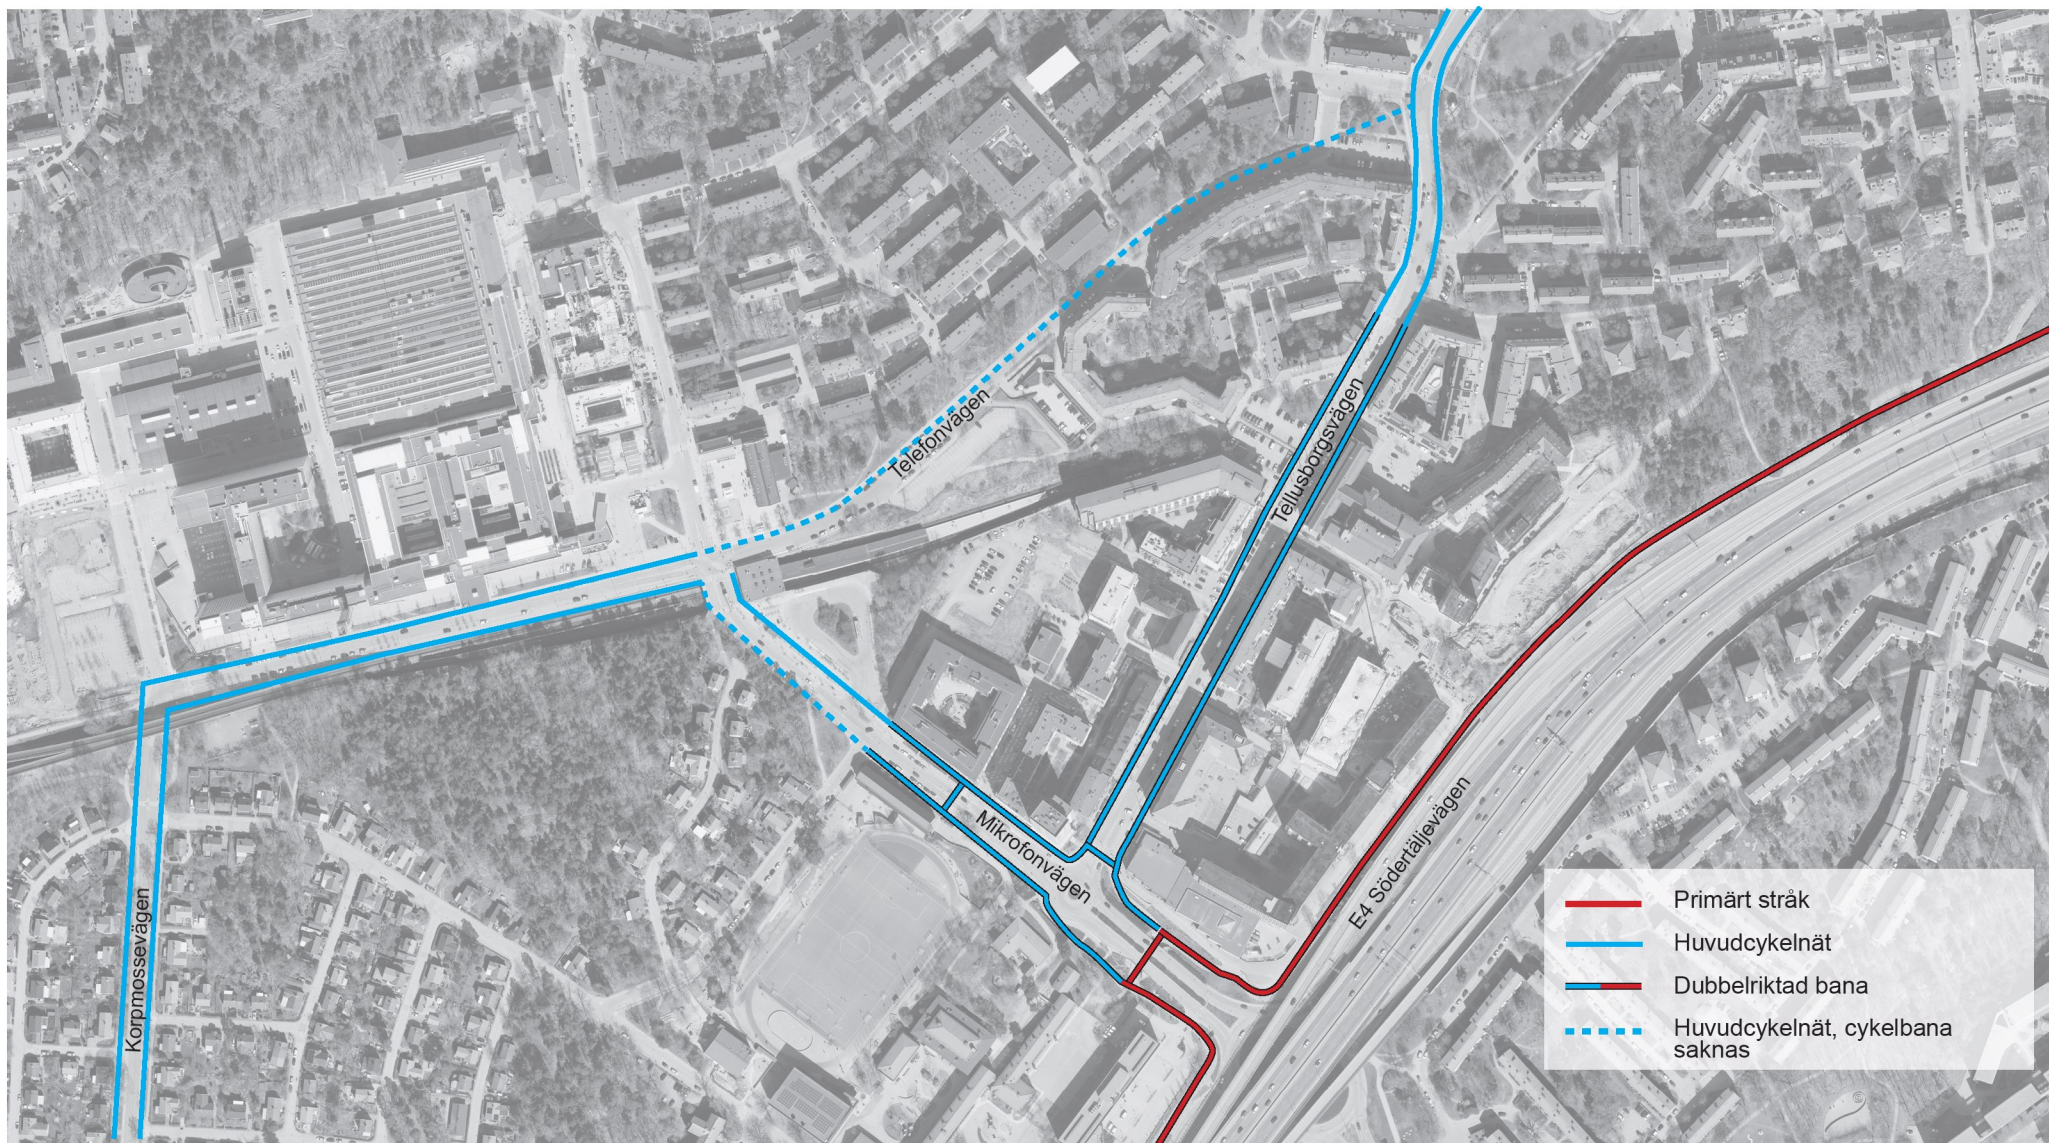 Telefonvägen
Tellusborgsvägen
Mikrofonvägen
E4 Södertäljevägen
Korpmossevägen
Primärt stråk
Huvudcykelnät
Dubbelriktad bana
Huvudcykelnät, cykelbana
saknas